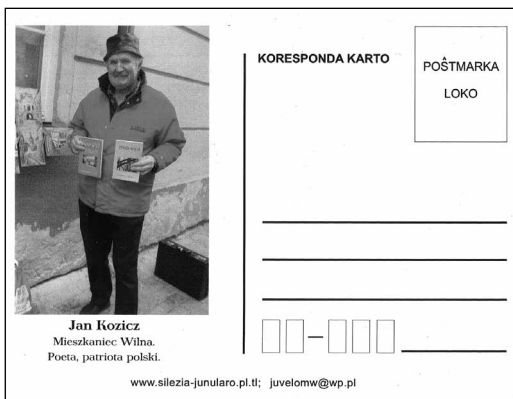 KORESPONDA KARTO
POŜTMARKA
LOKO
Jan Kozicz
Mieszkaniec Wilna.
Poeta, patriota polski.
www.silezia-junularo.pl.tl; juvelomw@wp.pl